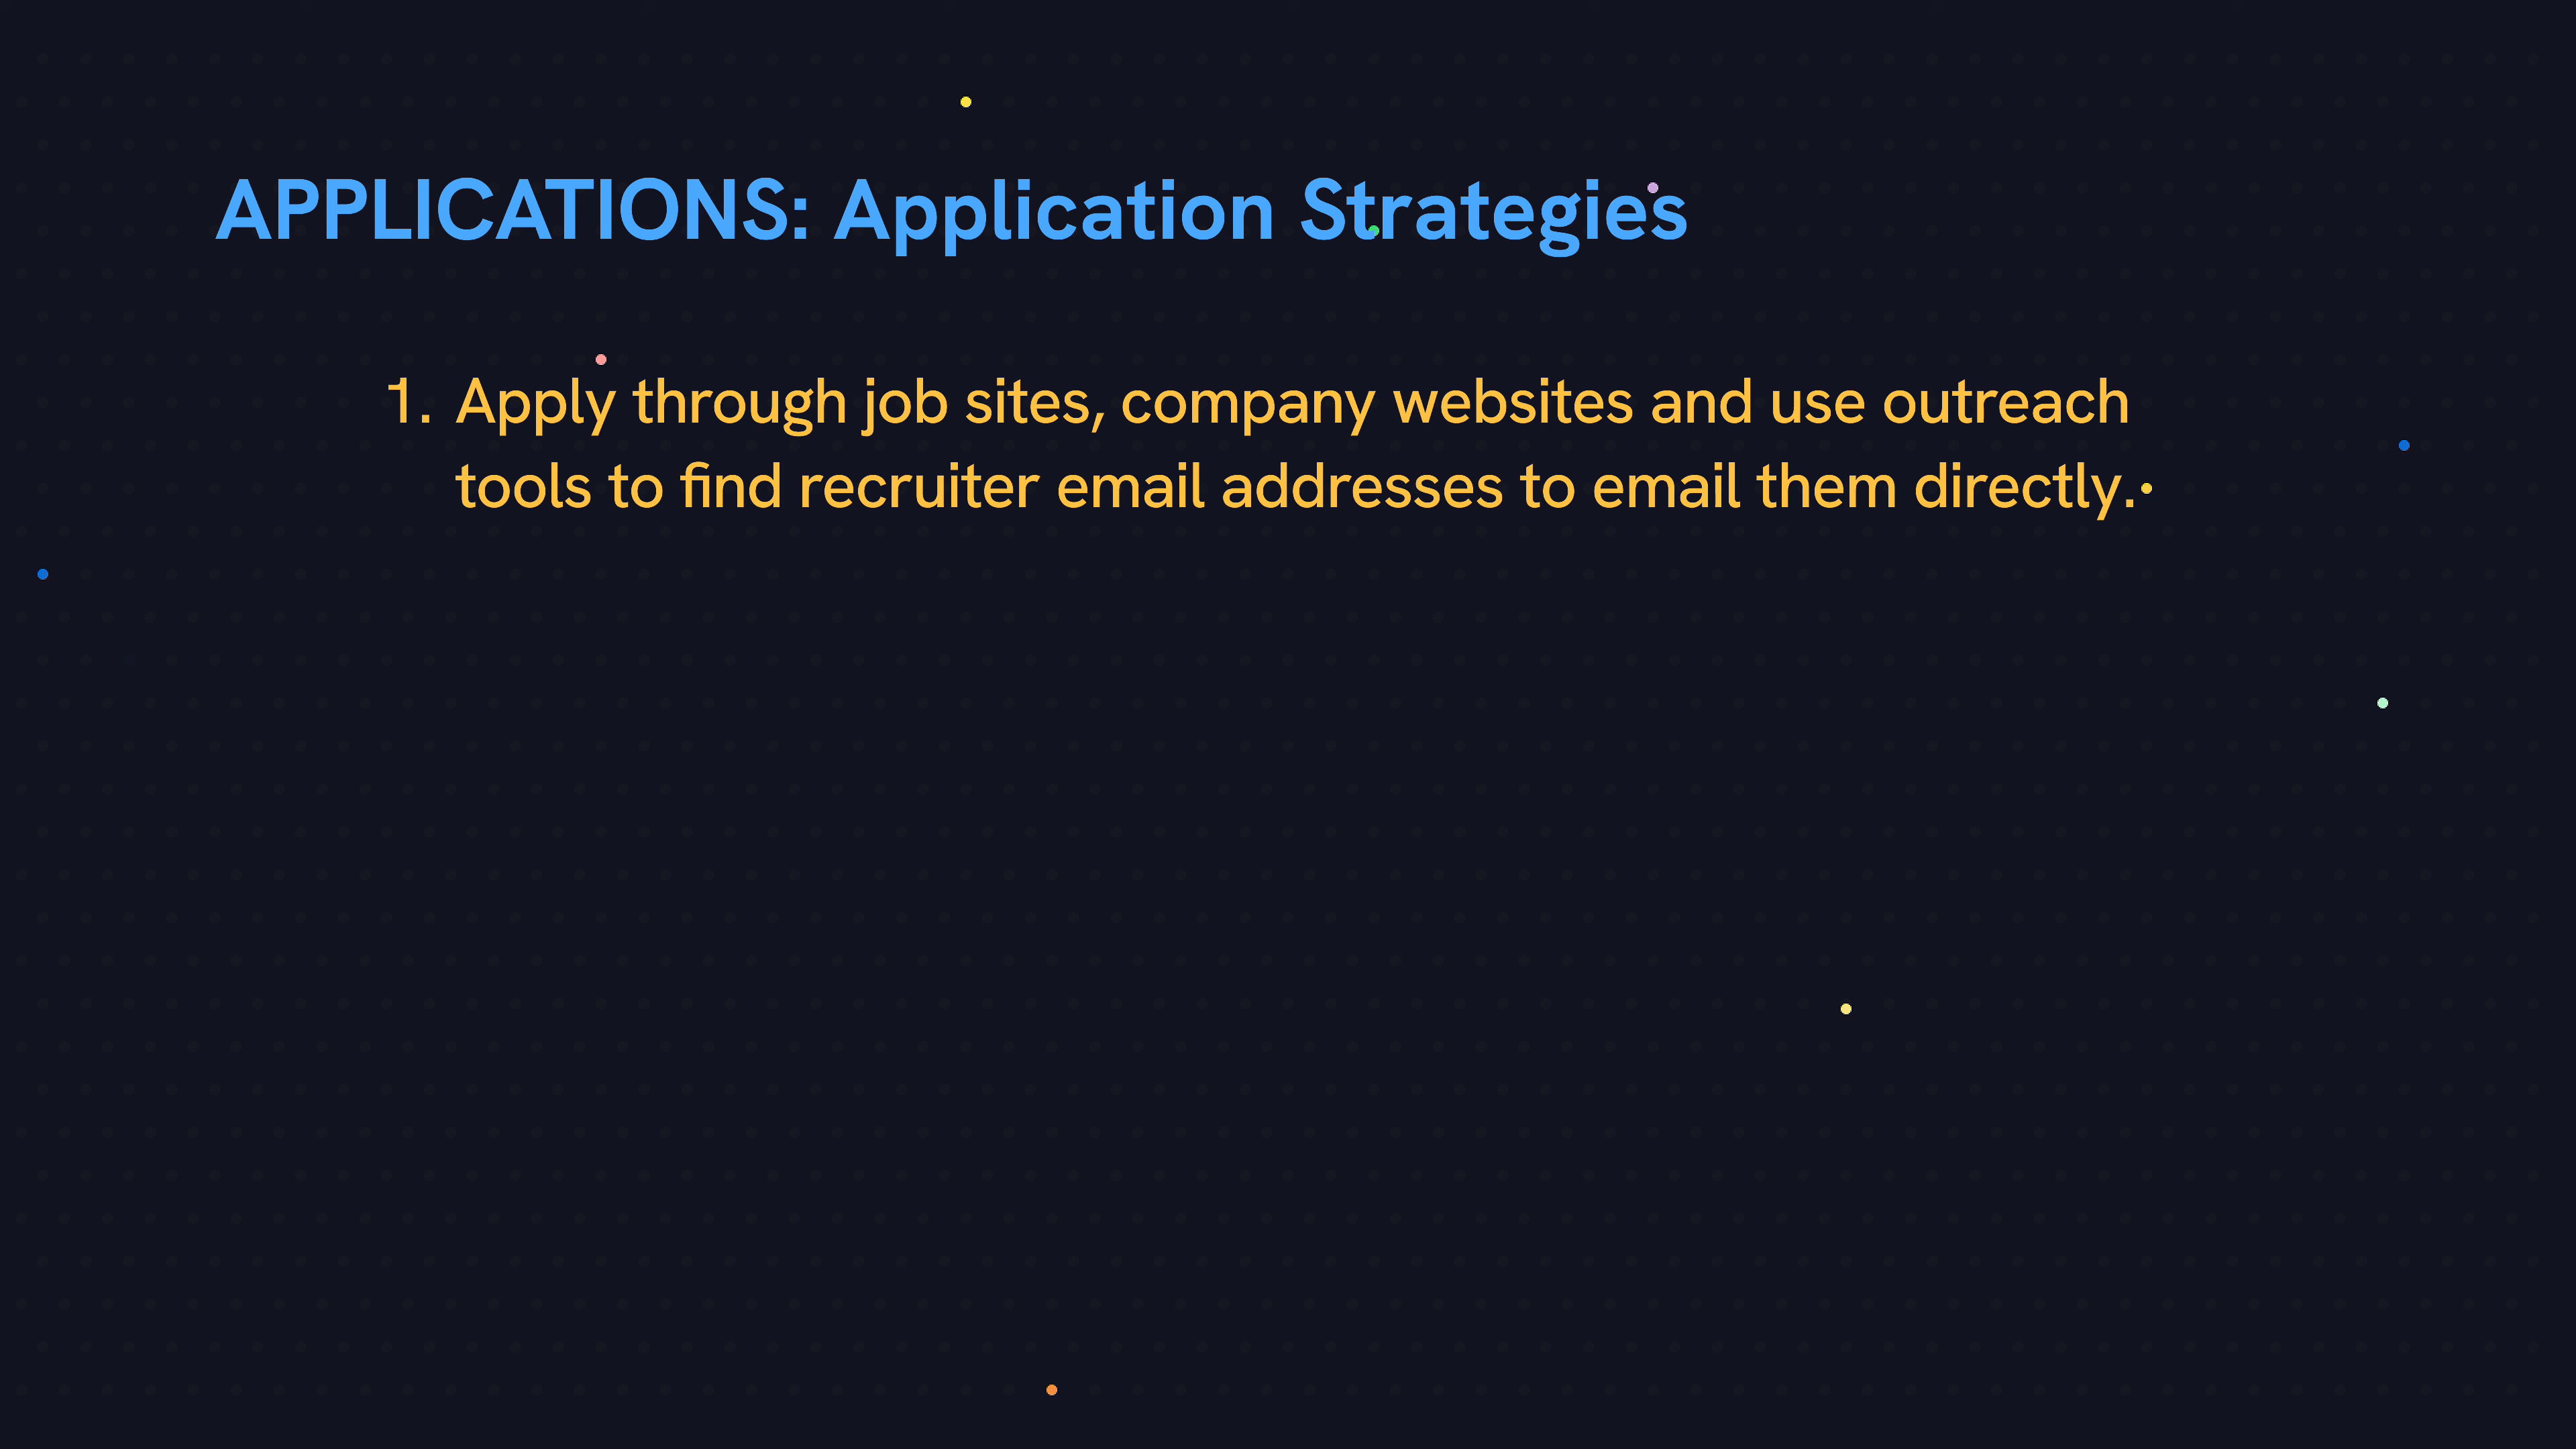 APPLICATIONS: Application Strategies
1. Apply through job sites, company websites and use outreach
tools to find recruiter email addresses to email them directly.